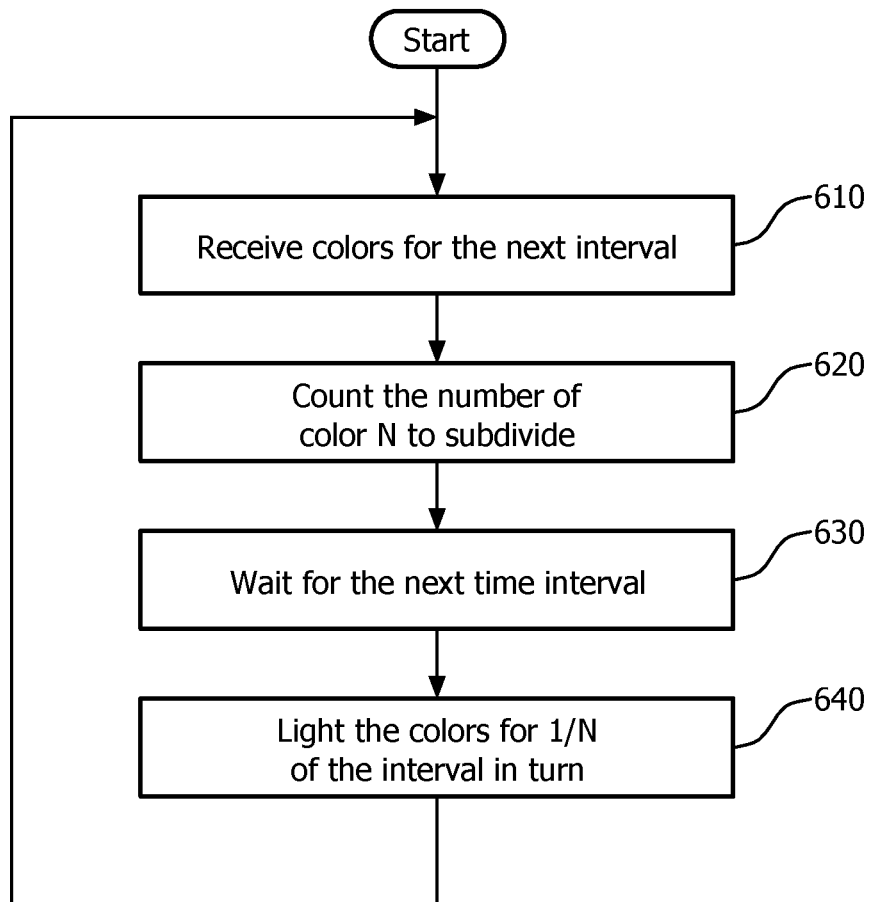 Start
Receive colors for the next interval
610
Count the number of
color N to subdivide
620
Wait for the next time interval
630
Light the colors for 1/N
of the interval in turn
640